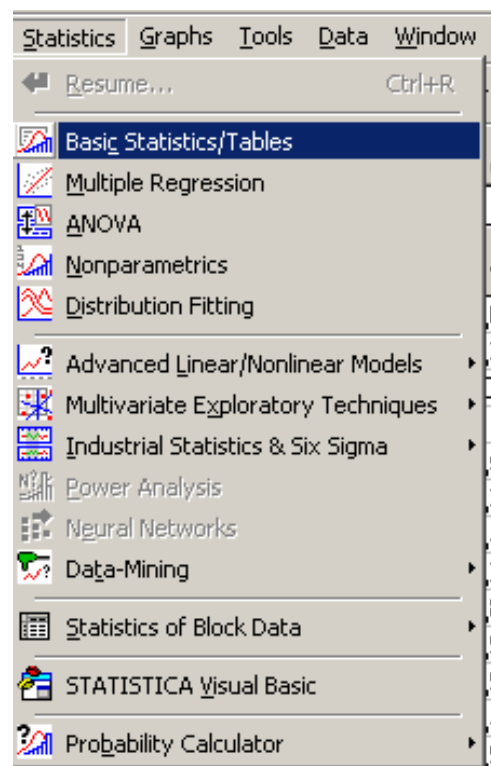 Statistics Graphs Tools Data Window
Resume... Ctrl+R
Basic Statistics/Tables
Multiple Regression
ANOVA
Nonparametrics
Distribution Fitting
Advanced Linear/Nonlinear Models
Multivariate Exploratory Techniques
Industrial Statistics & Six Sigma
Power Analysis
Neural Networks
Data-Mining
Statistics of Block Data
STATISTICA Visual Basic
Probability Calculator